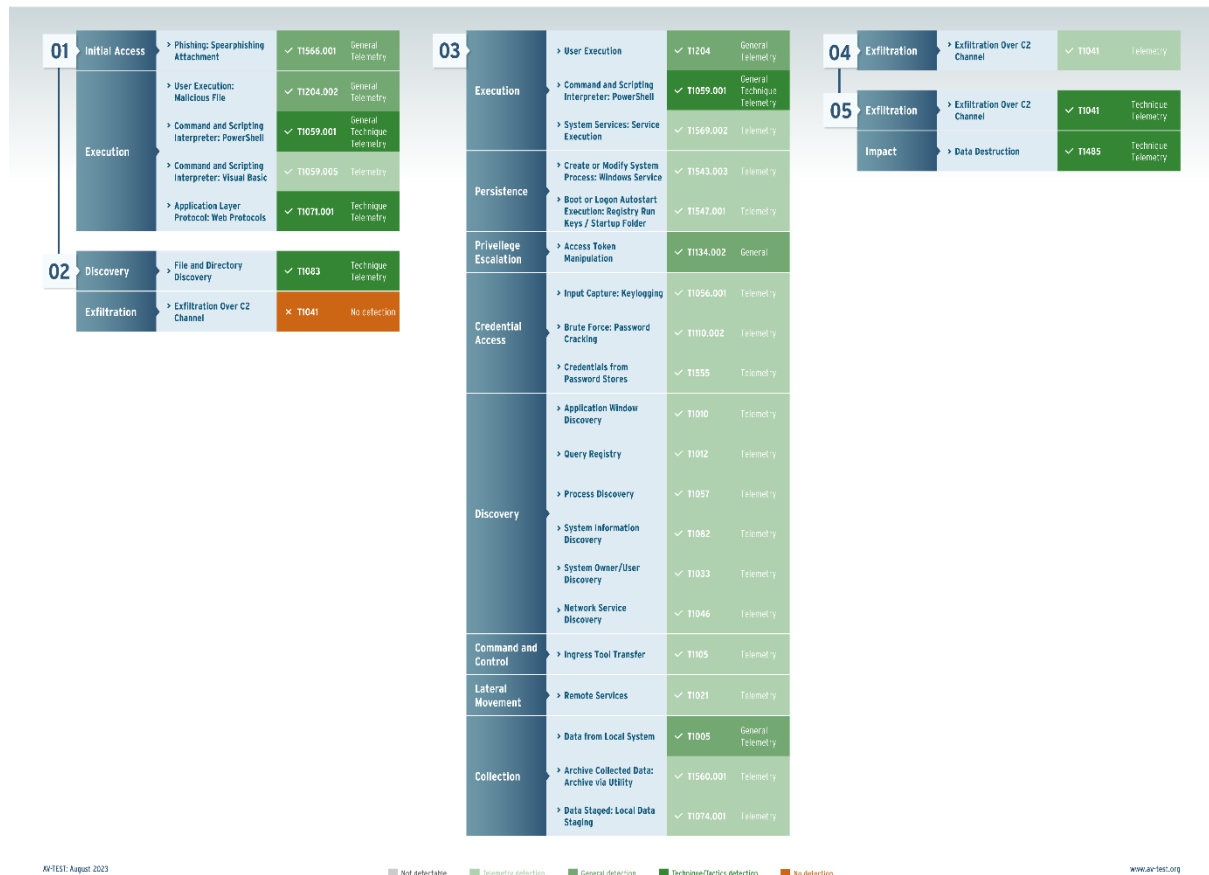 01
Initial Access
> Phishing: Spearphishing
Attachment
✓ T1566.001
General
Telemetry
Execution
> User Execution:
Malicious File
✓ T1204.002
General
Telemetry
> Command and Scripting
Interpreter: PowerShell
✓ T1059.001
General
Technique
Telemetry
> Command and Scripting
Interpreter: Visual Basic
✓ T1059.005
Telemetry
> Application Layer
Protocol: Web Protocols
✓ T1071.001
Technique
Telemetry
02
Discovery
> File and Directory
Discovery
✓ T1083
Technique
Telemetry
Exfiltration
> Exfiltration Over C2
Channel
× T1041
No detection
03
Execution
> User Execution
✓ T1204
General
Telemetry
> Command and Scripting
Interpreter: PowerShell
✓ T1059.001
General
Technique
Telemetry
> System Services: Service
Execution
✓ T1569.002
Telemetry
Persistence
> Create or Modify System
Process: Windows Service
✓ T1543.003
Telemetry
> Boot or Logon Autostart
Execution: Registry Run
Keys / Startup Folder
✓ T1547.001
Telemetry
Privellege
Escalation
> Access Token
Manipulation
✓ T1134.002
General
Credential
Access
> Input Capture: Keylogging
✓ T1056.001
Telemetry
> Brute Force: Password
Cracking
✓ T1110.002
Telemetry
> Credentials from
Password Stores
✓ T1555
Telemetry
Discovery
> Application Window
Discovery
✓ T1010
Telemetry
> Query Registry
✓ T1012
Telemetry
> Process Discovery
✓ T1057
Telemetry
> System Information
Discovery
✓ T1082
Telemetry
> System Owner/User
Discovery
✓ T1033
Telemetry
> Network Service
Discovery
✓ T1046
Telemetry
Command and
Control
> Ingress Tool Transfer
✓ T1105
Telemetry
Lateral
Movement
> Remote Services
✓ T1021
Telemetry
Collection
> Data from Local System
✓ T1005
General
Telemetry
> Archive Collected Data:
Archive via Utility
✓ T1560.001
Telemetry
> Data Staged: Local Data
Staging
✓ T1074.001
Telemetry
04
Exfiltration
> Exfiltration Over C2
Channel
✓ T1041
Telemetry
05
Exfiltration
> Exfiltration Over C2
Channel
✓ T1041
Technique
Telemetry
Impact
> Data Destruction
✓ T1485
Technique
Telemetry
AV-TEST: August 2023
Not detectable
Telemetry detection
General detection
Technique/Tactics detection
No detection
www.av-test.org